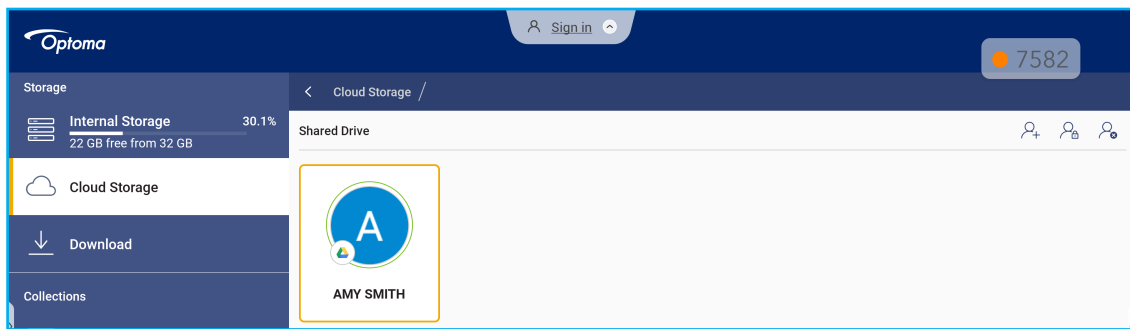 Sign in
Optoma
7582
Storage
Cloud Storage /
Internal Storage 30.1%
22 GB free from 32 GB
Shared Drive
Cloud Storage
A
Download
AMY SMITH
Collections